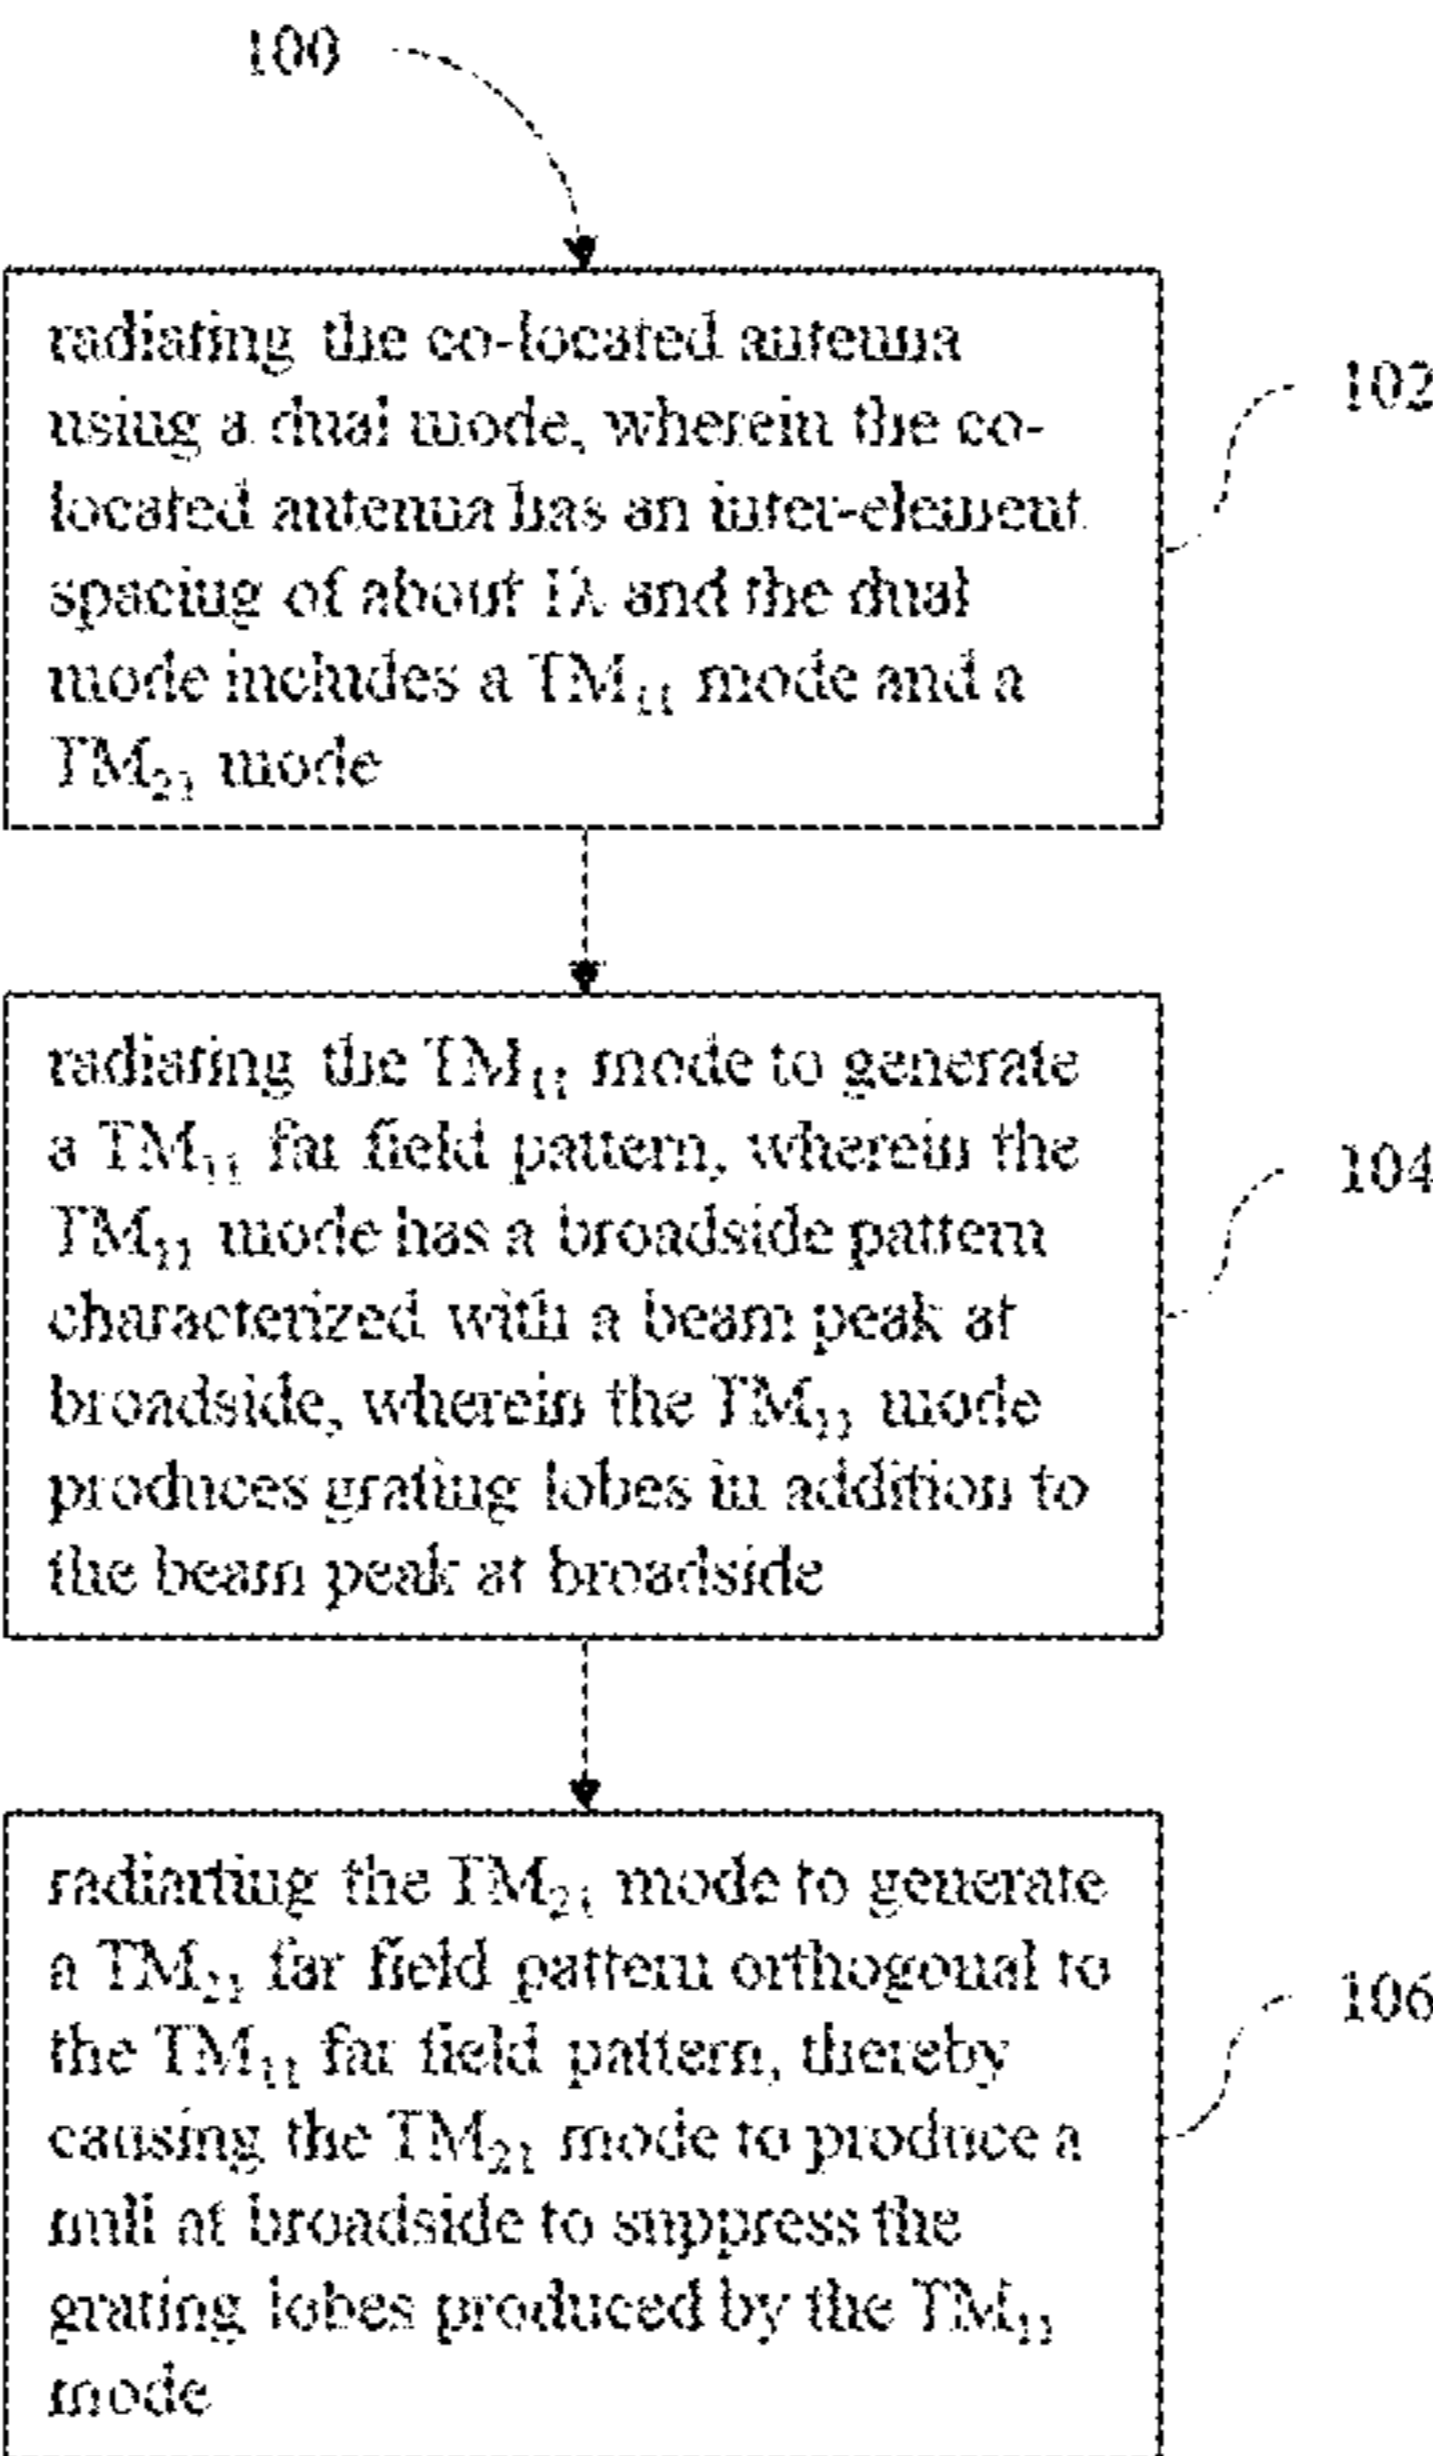 100
radiating the co-located antenna
using a dual mode, wherein the co-
located antenna has an inter-element
spacing of about 1λ and the dual
mode includes a TM₁₁ mode and a
TM₂₁ mode
102
radiating the TM₁₁ mode to generate
a TM₁₁ far field pattern, wherein the
TM₁₁ mode has a broadside pattern
characterized with a beam peak at
broadside, wherein the TM₁₁ mode
produces grating lobes in addition to
the beam peak at broadside
104
radiarting the TM₂₁ mode to generate
a TM₂₁ far field pattern orthogonal to
the TM₁₁ far field pattern, thereby
causing the TM₂₁ mode to produce a
null at broadside to suppress the
grating lobes produced by the TM₁₁
mode
106